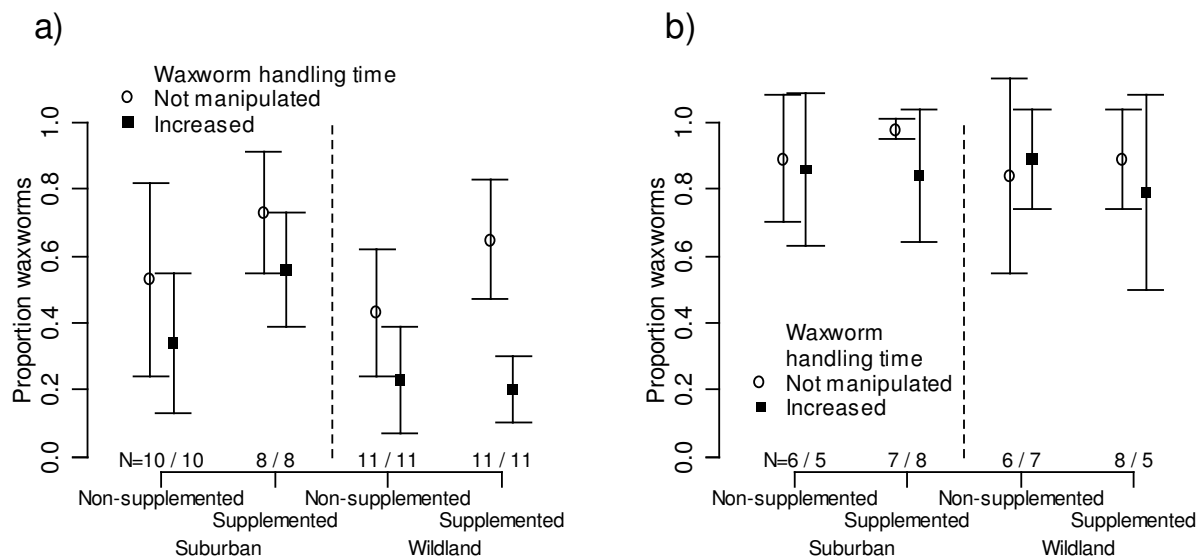 a)
Waxworm handling time
Not manipulated
Increased
Proportion waxworms
0.0 0.2 0.4 0.6 0.8 1.0
N=10 / 10 8 / 8 11 / 11 11 / 11
Non-supplemented Non-supplemented
Supplemented Supplemented
Suburban Wildland
b)
Proportion waxworms
0.0 0.2 0.4 0.6 0.8 1.0
Waxworm
handling time
Not manipulated
Increased
N=6 / 5 7 / 8 6 / 7 8 / 5
Non-supplemented Non-supplemented
Supplemented Supplemented
Suburban Wildland